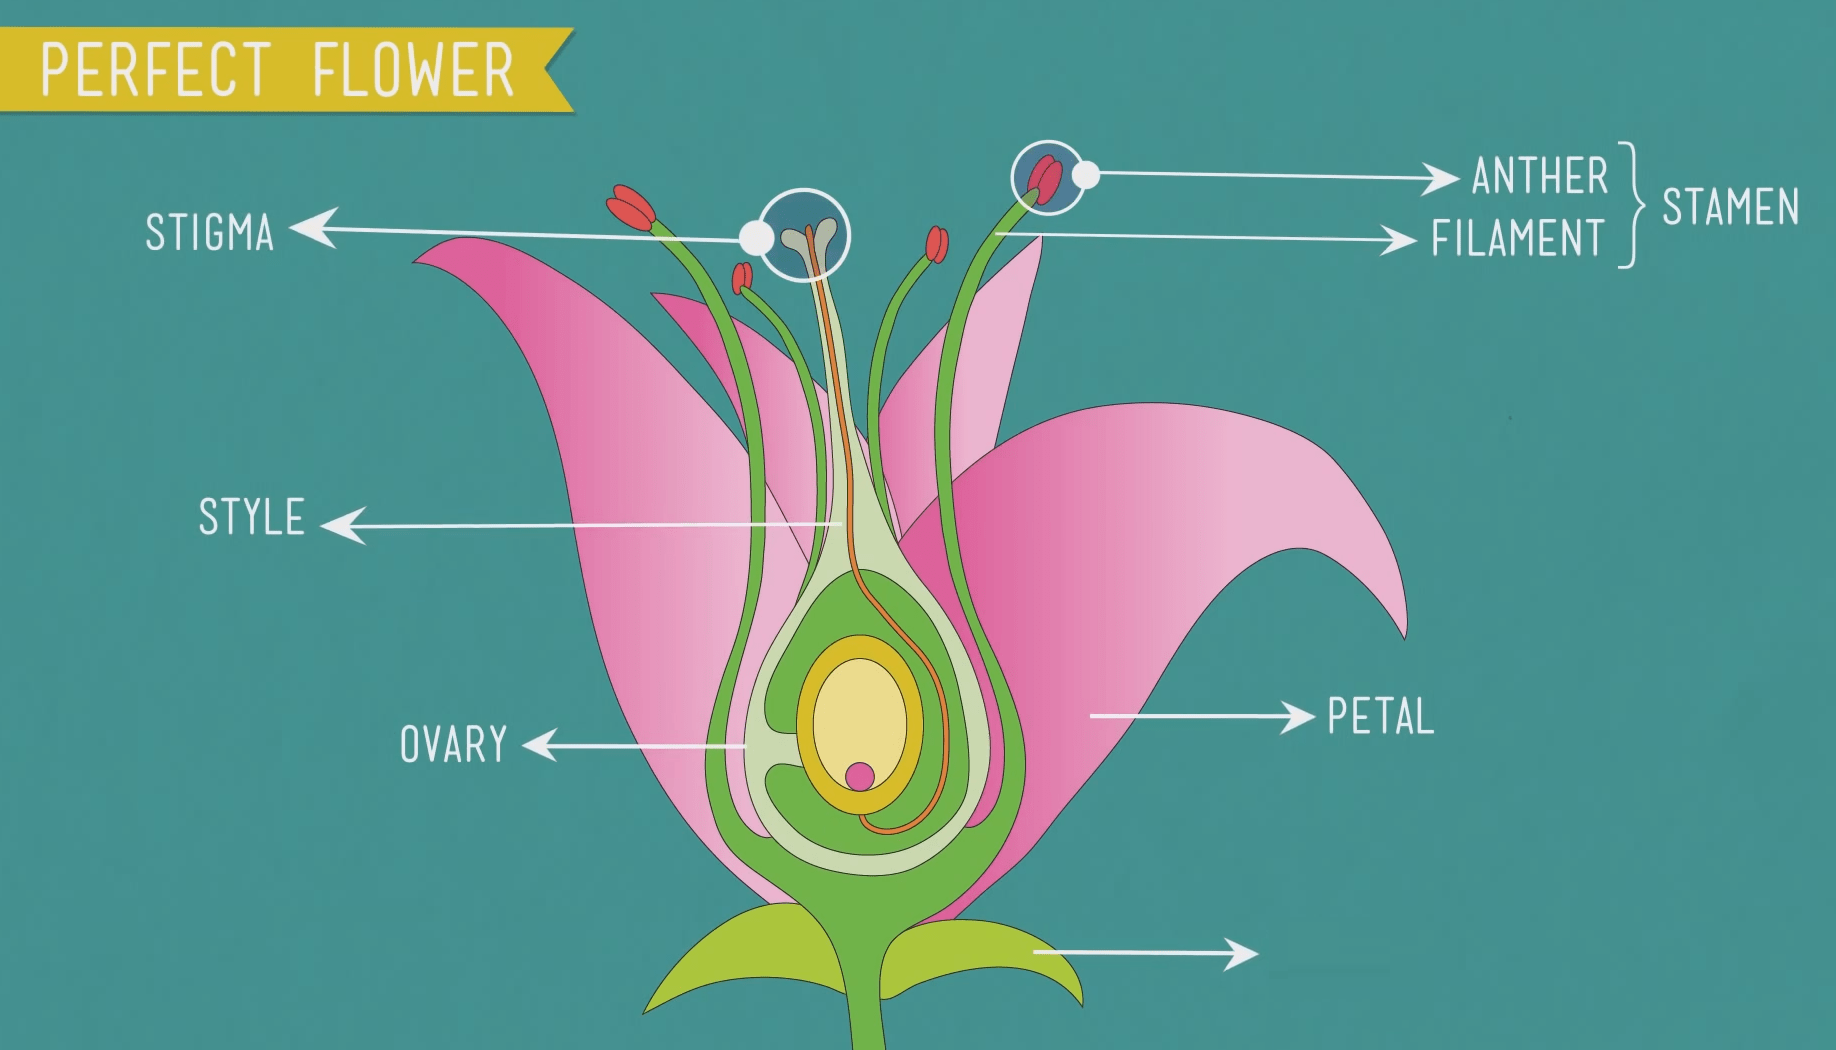 PERFECT FLOWER
ANTHER
STAMEN
STIGMA
FILAMENT
STYLE
PETAL
OVARY